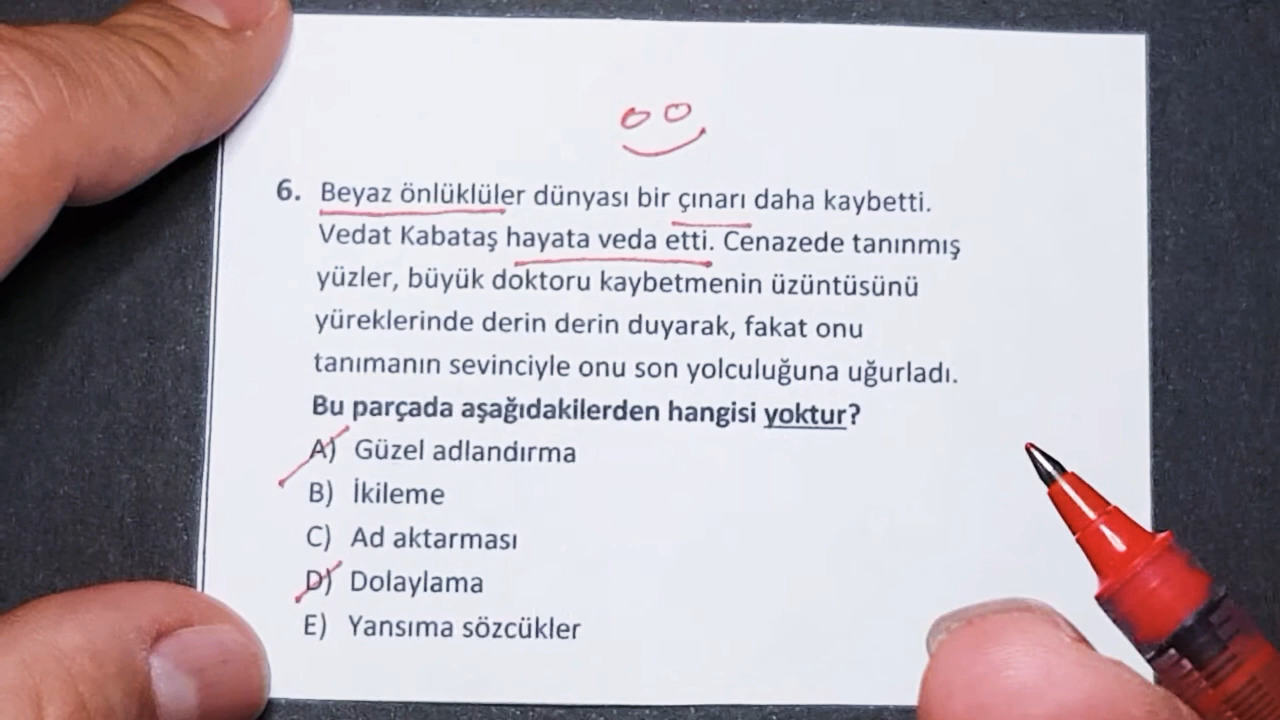 6. Beyaz önlüklüler dünyası bir çınarı daha kaybetti.
Vedat Kabataş hayata veda etti. Cenazede tanınmış
yüzler, büyük doktoru kaybetmenin üzüntüsünü
yüreklerinde derin derin duyarak, fakat onu
tanımanın sevinciyle onu son yolculuğuna uğurladı.
Bu parçada aşağıdakilerden hangisi yoktur?
A) Güzel adlandırma
B) İkileme
C) Ad aktarması
D) Dolaylama
E) Yansıma sözcükler